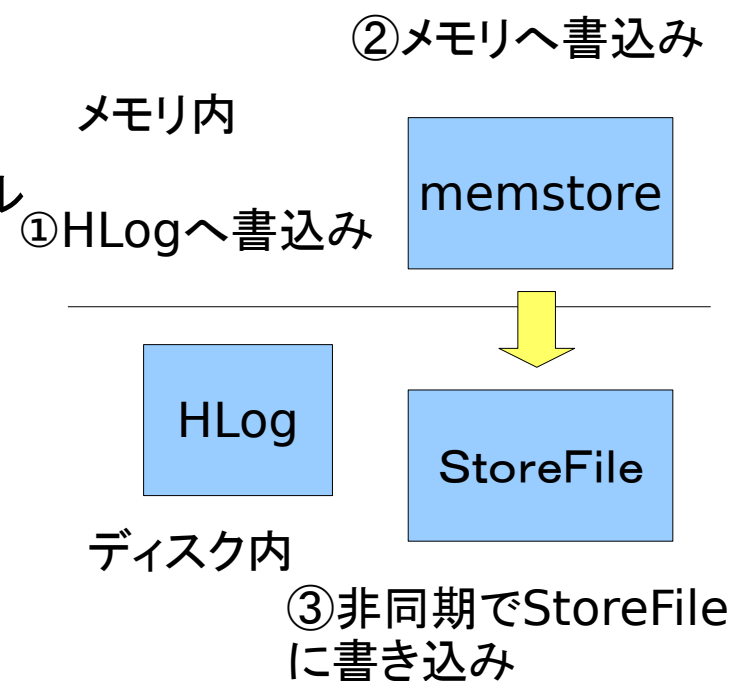 ②メモリへ書込み
メモリ内
memstore
ル
①HLogへ書込み
HLog
StoreFile
ディスク内
③非同期でStoreFile
に書き込み